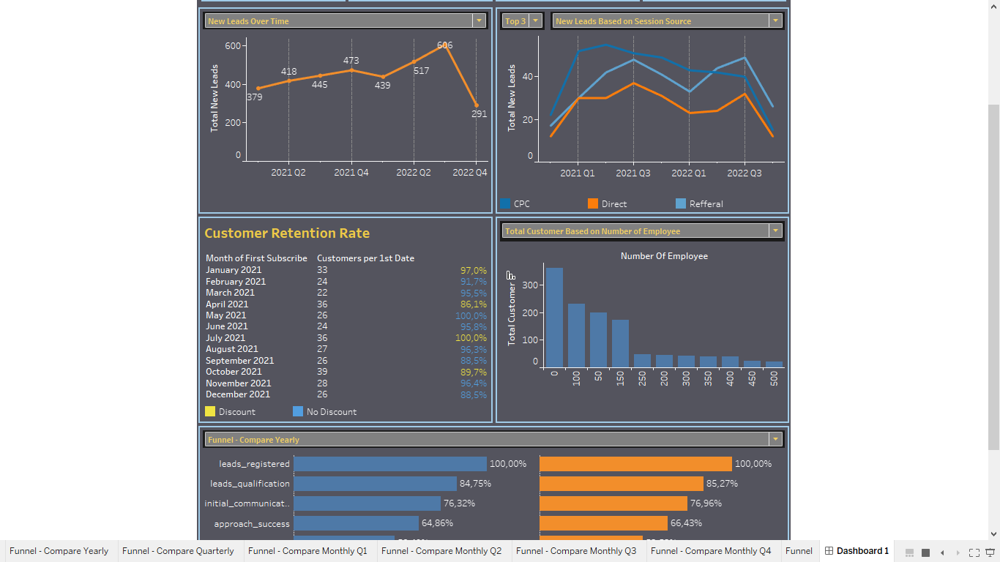 New Leads Over Time
600
400
200
0
Total New Leads
379
418
445
473
439
517
606
291
2021 Q2 2021 Q4 2022 Q2 2022 Q4
Top 3
New Leads Based on Session Source
40
20
0
Total New Leads
2021 Q1 2021 Q3 2022 Q1 2022 Q3
CPC Direct Refferal
Customer Retention Rate
Month of First Subscribe Customers per 1st Date
January 2021 33 97,0%
February 2021 24 91,7%
March 2021 22 95,5%
April 2021 36 86,1%
May 2021 26 100,0%
June 2021 24 95,8%
July 2021 36 100,0%
August 2021 27 96,3%
September 2021 26 88,5%
October 2021 39 89,7%
November 2021 28 96,4%
December 2021 26 88,5%
Discount No Discount
Total Customer Based on Number of Employee
Number Of Employee
300
200
100
0
Total Customer
0 100 50 150 250 200 300 350 400 450 500
Funnel - Compare Yearly
leads_registered 100,00% 100,00%
leads_qualification 84,75% 85,27%
initial_communicat.. 76,32% 76,96%
approach_success 64,86% 66,43%
Funnel - Compare Yearly Funnel - Compare Quarterly Funnel - Compare Monthly Q1 Funnel - Compare Monthly Q2 Funnel - Compare Monthly Q3 Funnel - Compare Monthly Q4 Funnel Dashboard 1